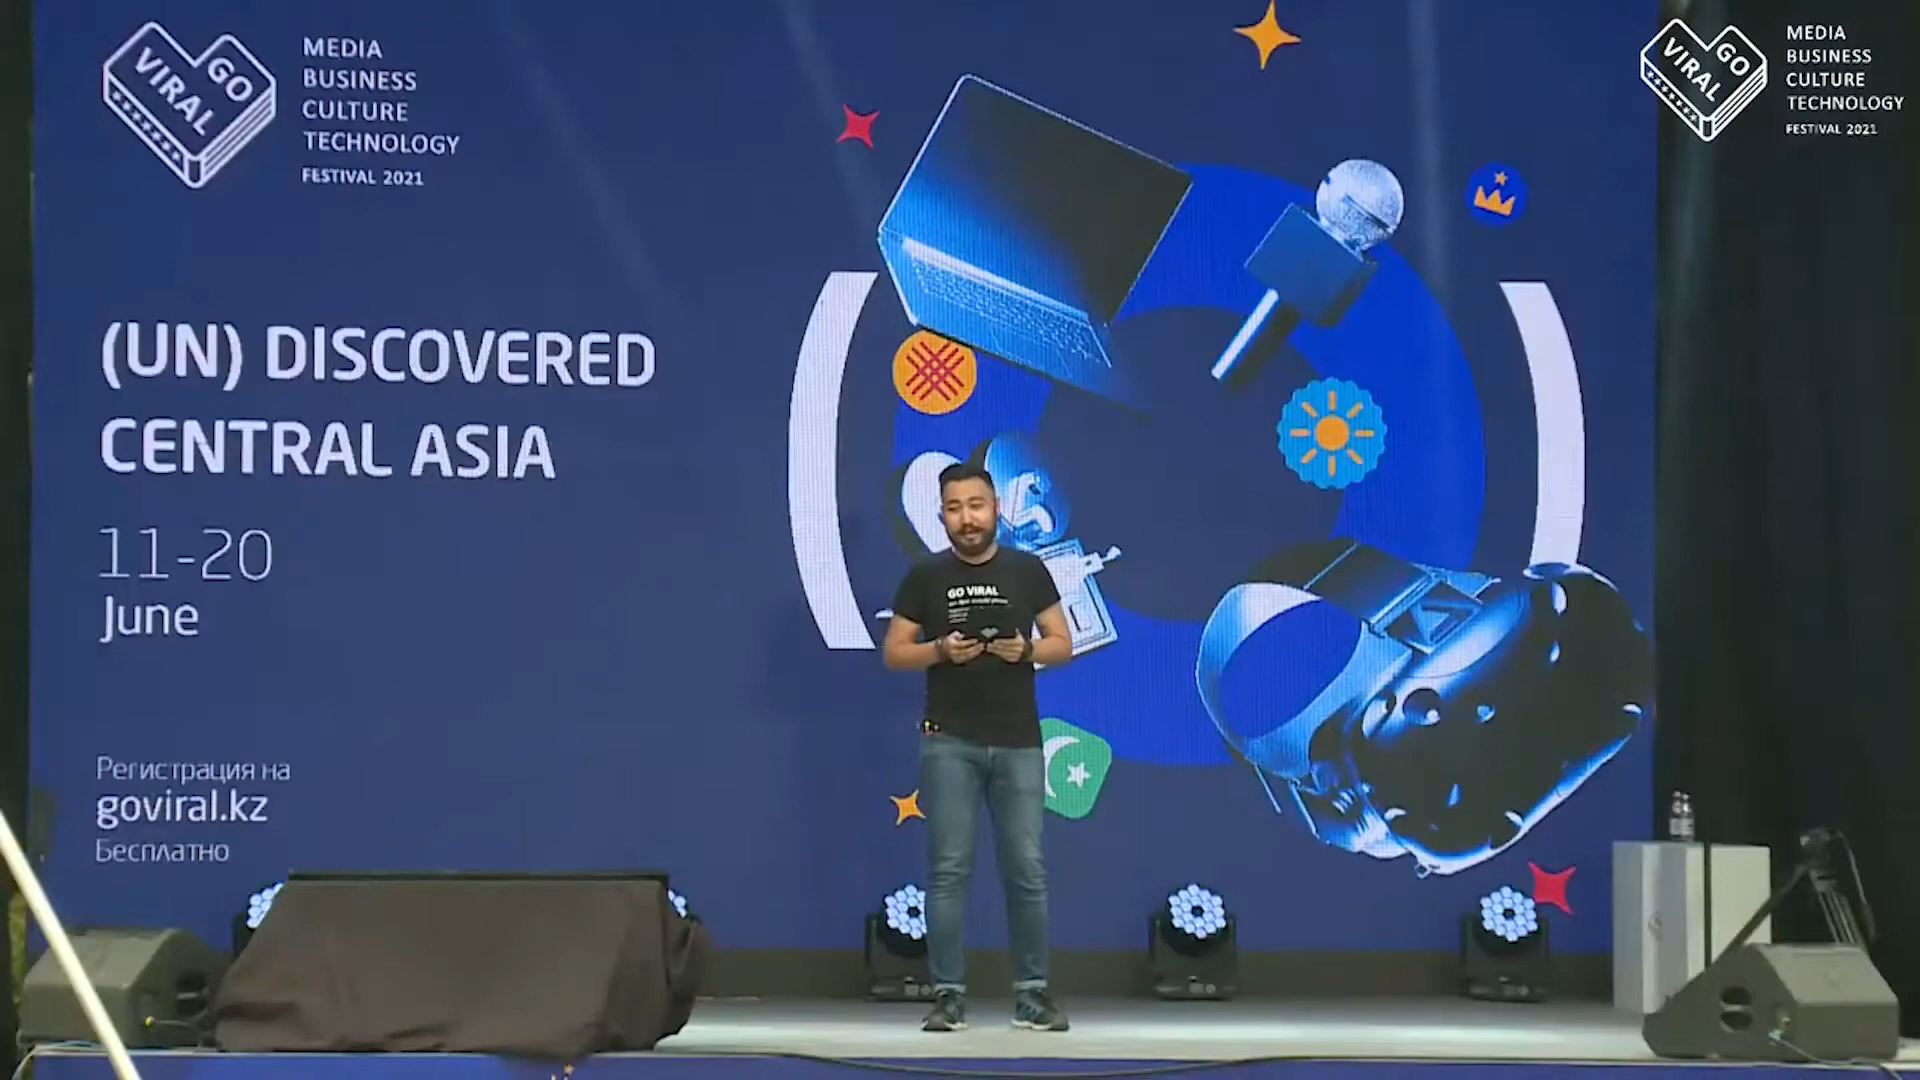 GO
VIRAL
MEDIA
BUSINESS
CULTURE
TECHNOLOGY
FESTIVAL 2021
(UN) DISCOVERED
CENTRAL ASIA
11-20
June
Регистрация на
goviral.kz
Бесплатно
GO VIRAL
GO
VIRAL
MEDIA
BUSINESS
CULTURE
TECHNOLOGY
FESTIVAL 2021